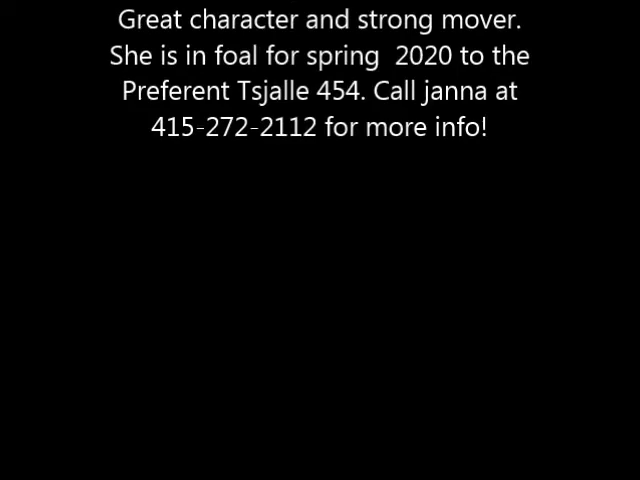 Great character and strong mover.
She is in foal for spring  2020 to the
Preferent Tsjalle 454. Call janna at
415-272-2112 for more info!